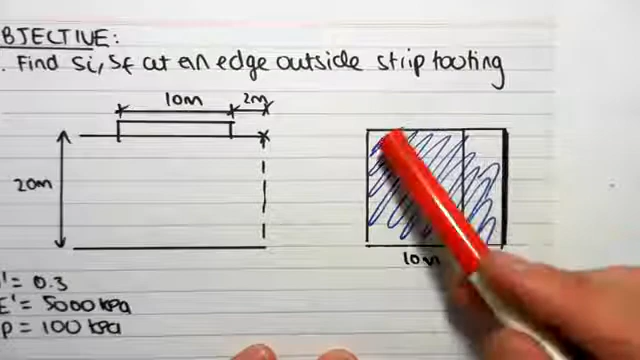 BJECTIVE:
. Find Si, Sf at an edge outside strip footing
10m
2m
20m
10m
' = 0.3
E' = 5000 kPa
P = 100 kPa